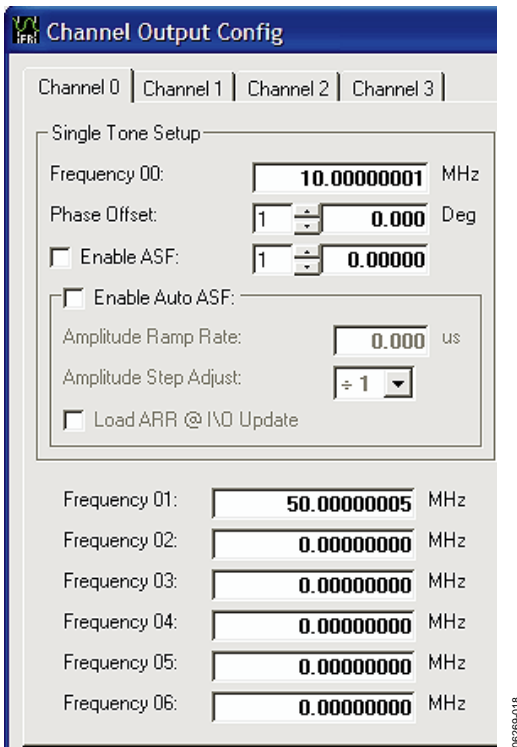 iFRi Channel Output Config
Channel 0 Channel 1 Channel 2 Channel 3
Single Tone Setup
Frequency 00: 10.00000001 MHz
Phase Offset: 1 0.000 Deg
Enable ASF: 1 0.00000
Enable Auto ASF:
Amplitude Ramp Rate: 0.000 us
Amplitude Step Adjust: ÷ 1
Load ARR @ I\O Update
Frequency 01: 50.00000005 MHz
Frequency 02: 0.00000000 MHz
Frequency 03: 0.00000000 MHz
Frequency 04: 0.00000000 MHz
Frequency 05: 0.00000000 MHz
Frequency 06: 0.00000000 MHz
06269-018